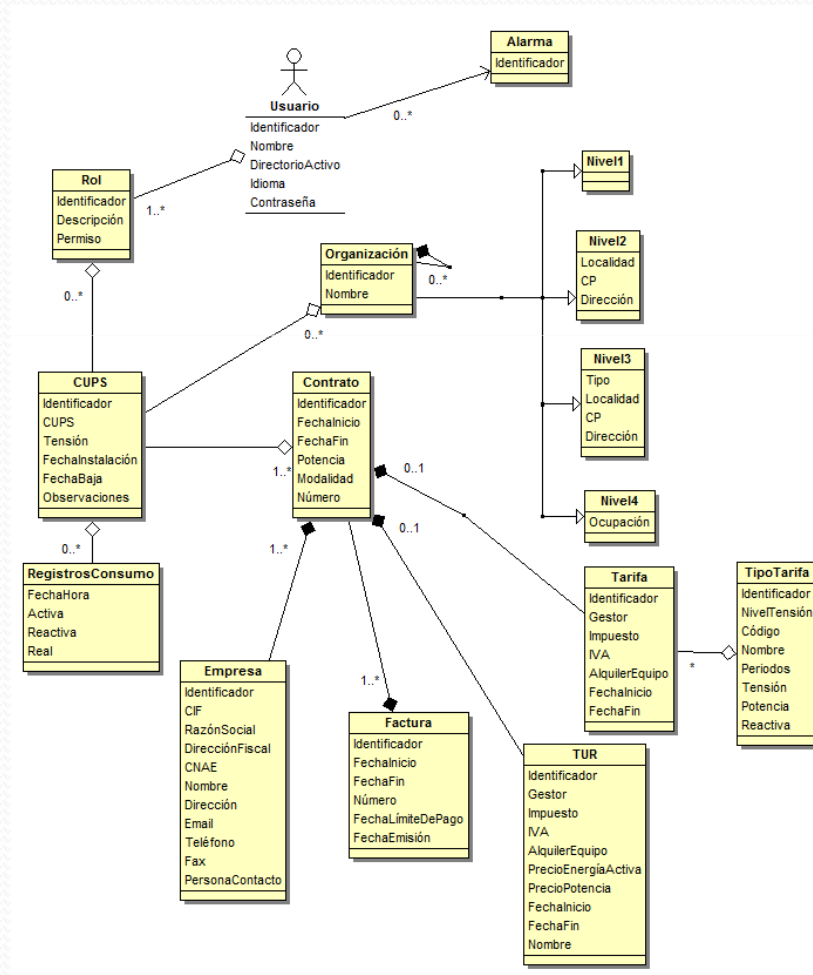 Alarma
Identificador
0..*
Usuario
Identificador
Nombre
DirectorioActivo
Idioma
Contraseña
Rol
Identificador
Descripción
Permiso
1..*
0..*
Organización
Identificador
Nombre
0..*
0..*
Nivel1
Nivel2
Localidad
CP
Dirección
Nivel3
Tipo
Localidad
CP
Dirección
Nivel4
Ocupación
CUPS
Identificador
CUPS
Tensión
FechaInstalación
FechaBaja
Observaciones
0..*
Contrato
Identificador
FechaInicio
FechaFin
Potencia
Modalidad
Número
1..*
0..1
0..1
1..*
1..*
RegistrosConsumo
FechaHora
Activa
Reactiva
Real
Empresa
Identificador
CIF
RazónSocial
DirecciónFiscal
CNAE
Nombre
Dirección
Email
Teléfono
Fax
PersonaContacto
Factura
Identificador
FechaInicio
FechaFin
Número
FechaLímiteDePago
FechaEmisión
Tarifa
Identificador
Gestor
Impuesto
IVA
AlquilerEquipo
FechaInicio
FechaFin
*
TipoTarifa
Identificador
NivelTensión
Código
Nombre
Periodos
Tensión
Potencia
Reactiva
TUR
Identificador
Gestor
Impuesto
IVA
AlquilerEquipo
PrecioEnergíaActiva
PrecioPotencia
FechaInicio
FechaFin
Nombre